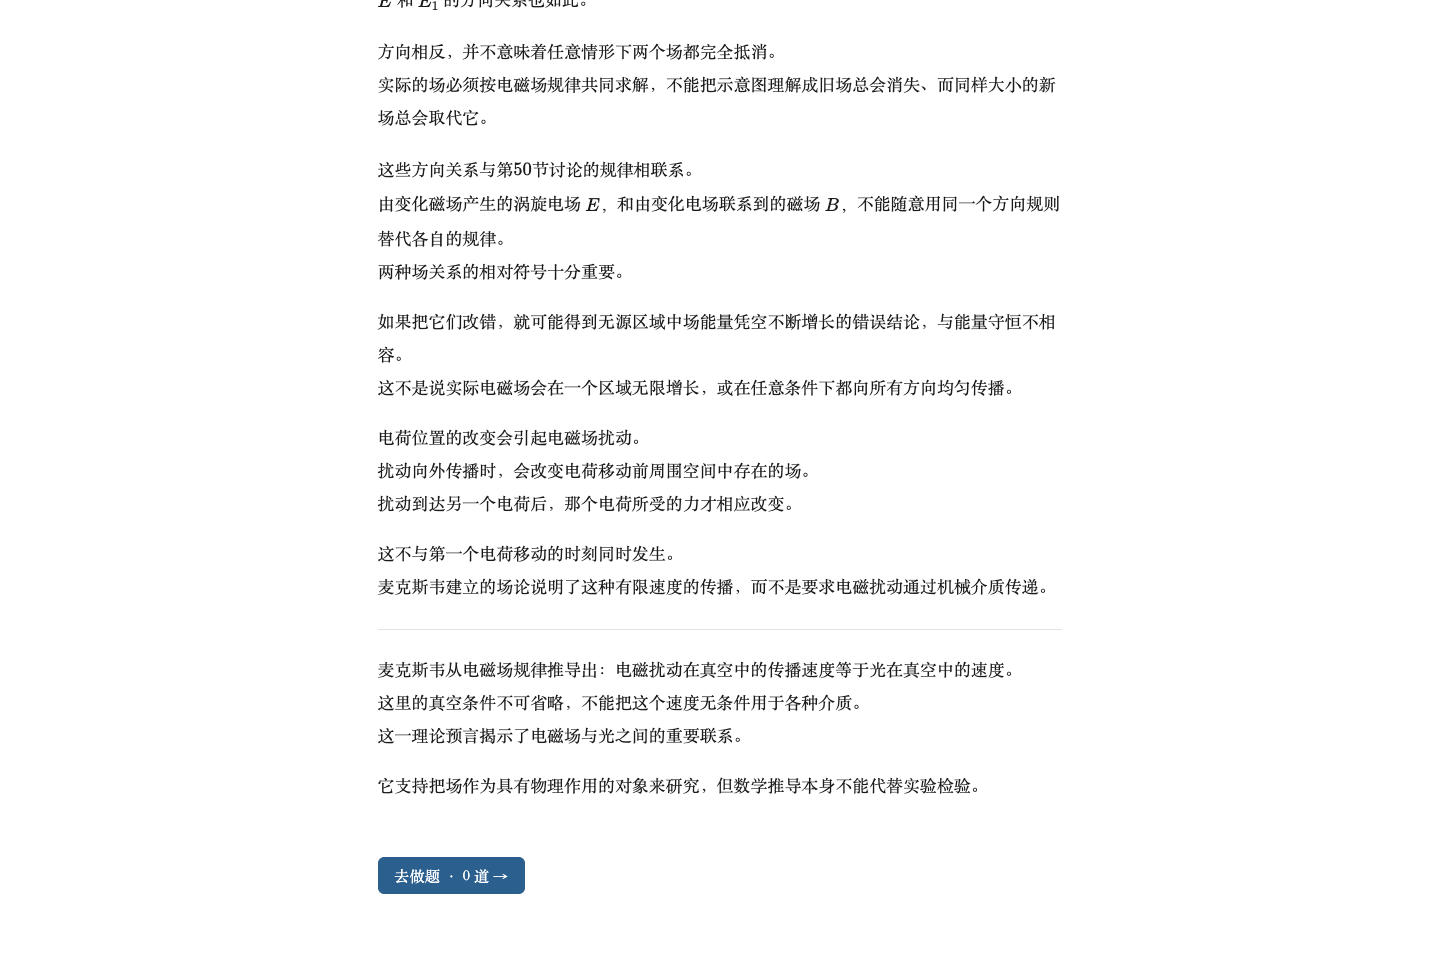 E 和 E₁ 的方向关系也如此。
方向相反，并不意味着任意情形下两个场都完全抵消。
实际的场必须按电磁场规律共同求解，不能把示意图理解成旧场总会消失、而同样大小的新
场总会取代它。
这些方向关系与第50节讨论的规律相联系。
由变化磁场产生的涡旋电场 E，和由变化电场联系到的磁场 B，不能随意用同一个方向规则
替代各自的规律。
两种场关系的相对符号十分重要。
如果把它们改错，就可能得到无源区域中场能量凭空不断增长的错误结论，与能量守恒不相
容。
这不是说实际电磁场会在一个区域无限增长，或在任意条件下都向所有方向均匀传播。
电荷位置的改变会引起电磁场扰动。
扰动向外传播时，会改变电荷移动前周围空间中存在的场。
扰动到达另一个电荷后，那个电荷所受的力才相应改变。
这不与第一个电荷移动的时刻同时发生。
麦克斯韦建立的场论说明了这种有限速度的传播，而不是要求电磁扰动通过机械介质传递。
麦克斯韦从电磁场规律推导出：电磁扰动在真空中的传播速度等于光在真空中的速度。
这里的真空条件不可省略，不能把这个速度无条件用于各种介质。
这一理论预言揭示了电磁场与光之间的重要联系。
它支持把场作为具有物理作用的对象来研究，但数学推导本身不能代替实验检验。
去做题 · 0 道 →